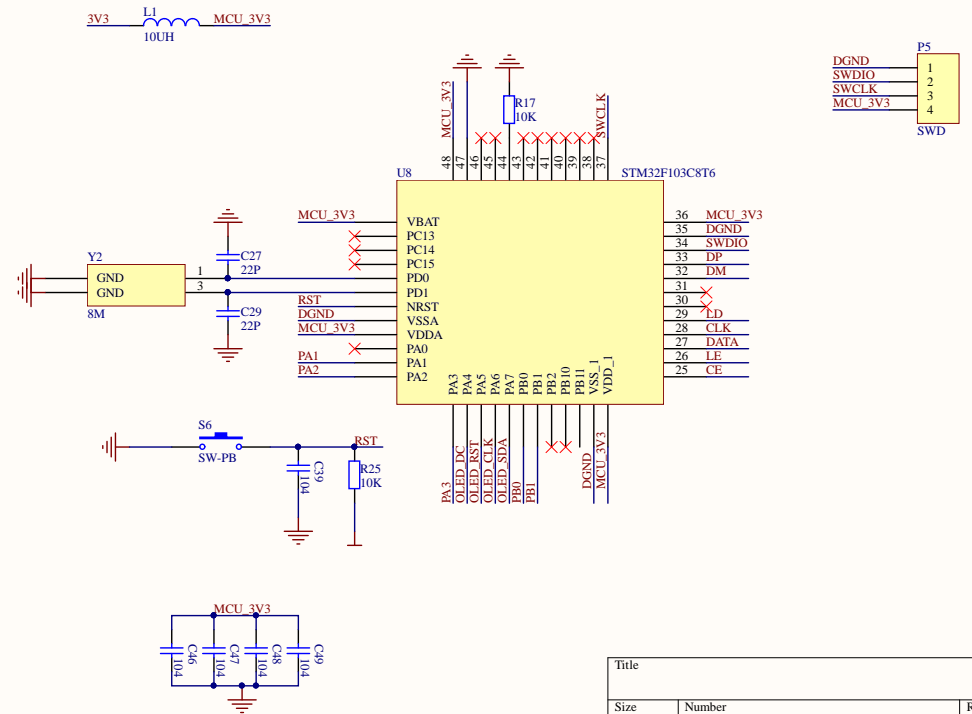 3V3
L1
MCU_3V3
10UH
P5
DGND
1
SWDIO
2
SWCLK
3
MCU_3V3
4
SWD
MCU_3V3
R17
10K
SWCLK
48
47
46
45
44
43
42
41
40
39
38
37
U8
STM32F103C8T6
MCU_3V3
VBAT
PC13
PC14
PC15
PD0
PD1
RST
NRST
DGND
VSSA
MCU_3V3
VDDA
PA0
PA1
PA1
PA2
PA2
36
MCU_3V3
35
DGND
34
SWDIO
33
DP
32
DM
31
30
29
LD
28
CLK
27
DATA
26
LE
25
CE
PA3
PA4
PA5
PA6
PA7
PB0
PB1
PB2
PB10
PB11
VSS_1
VDD_1
PA3
OLED_DC
OLED_RST
OLED_CLK
OLED_SDA
PB0
PB1
DGND
MCU_3V3
C27
22P
Y2
GND
1
GND
3
8M
C29
22P
S6
SW-PB
RST
C39
104
R25
10K
MCU_3V3
C46
104
C47
104
C48
104
C49
104
Title
Size
Number
R